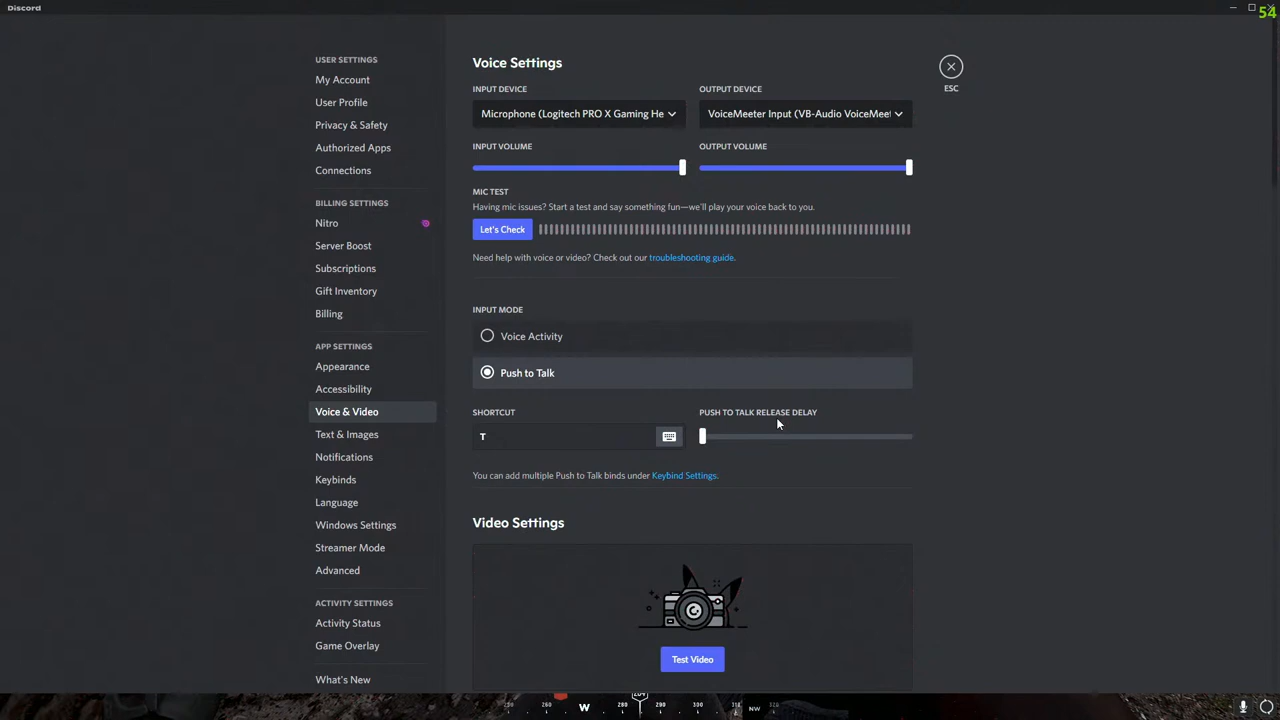 Discord
54
USER SETTINGS
My Account
User Profile
Privacy & Safety
Authorized Apps
Connections
BILLING SETTINGS
Nitro
Server Boost
Subscriptions
Gift Inventory
Billing
APP SETTINGS
Appearance
Accessibility
Voice & Video
Text & Images
Notifications
Keybinds
Language
Windows Settings
Streamer Mode
Advanced
ACTIVITY SETTINGS
Activity Status
Game Overlay
What's New
Voice Settings
ESC
INPUT DEVICE
Microphone (Logitech PRO X Gaming He
OUTPUT DEVICE
VoiceMeeter Input (VB-Audio VoiceMeet
INPUT VOLUME
OUTPUT VOLUME
MIC TEST
Having mic issues? Start a test and say something fun—we'll play your voice back to you.
Let's Check
Need help with voice or video? Check out our troubleshooting guide.
INPUT MODE
Voice Activity
Push to Talk
SHORTCUT
T
PUSH TO TALK RELEASE DELAY
You can add multiple Push to Talk binds under Keybind Settings.
Video Settings
Test Video
260 W 280 290 300 NW